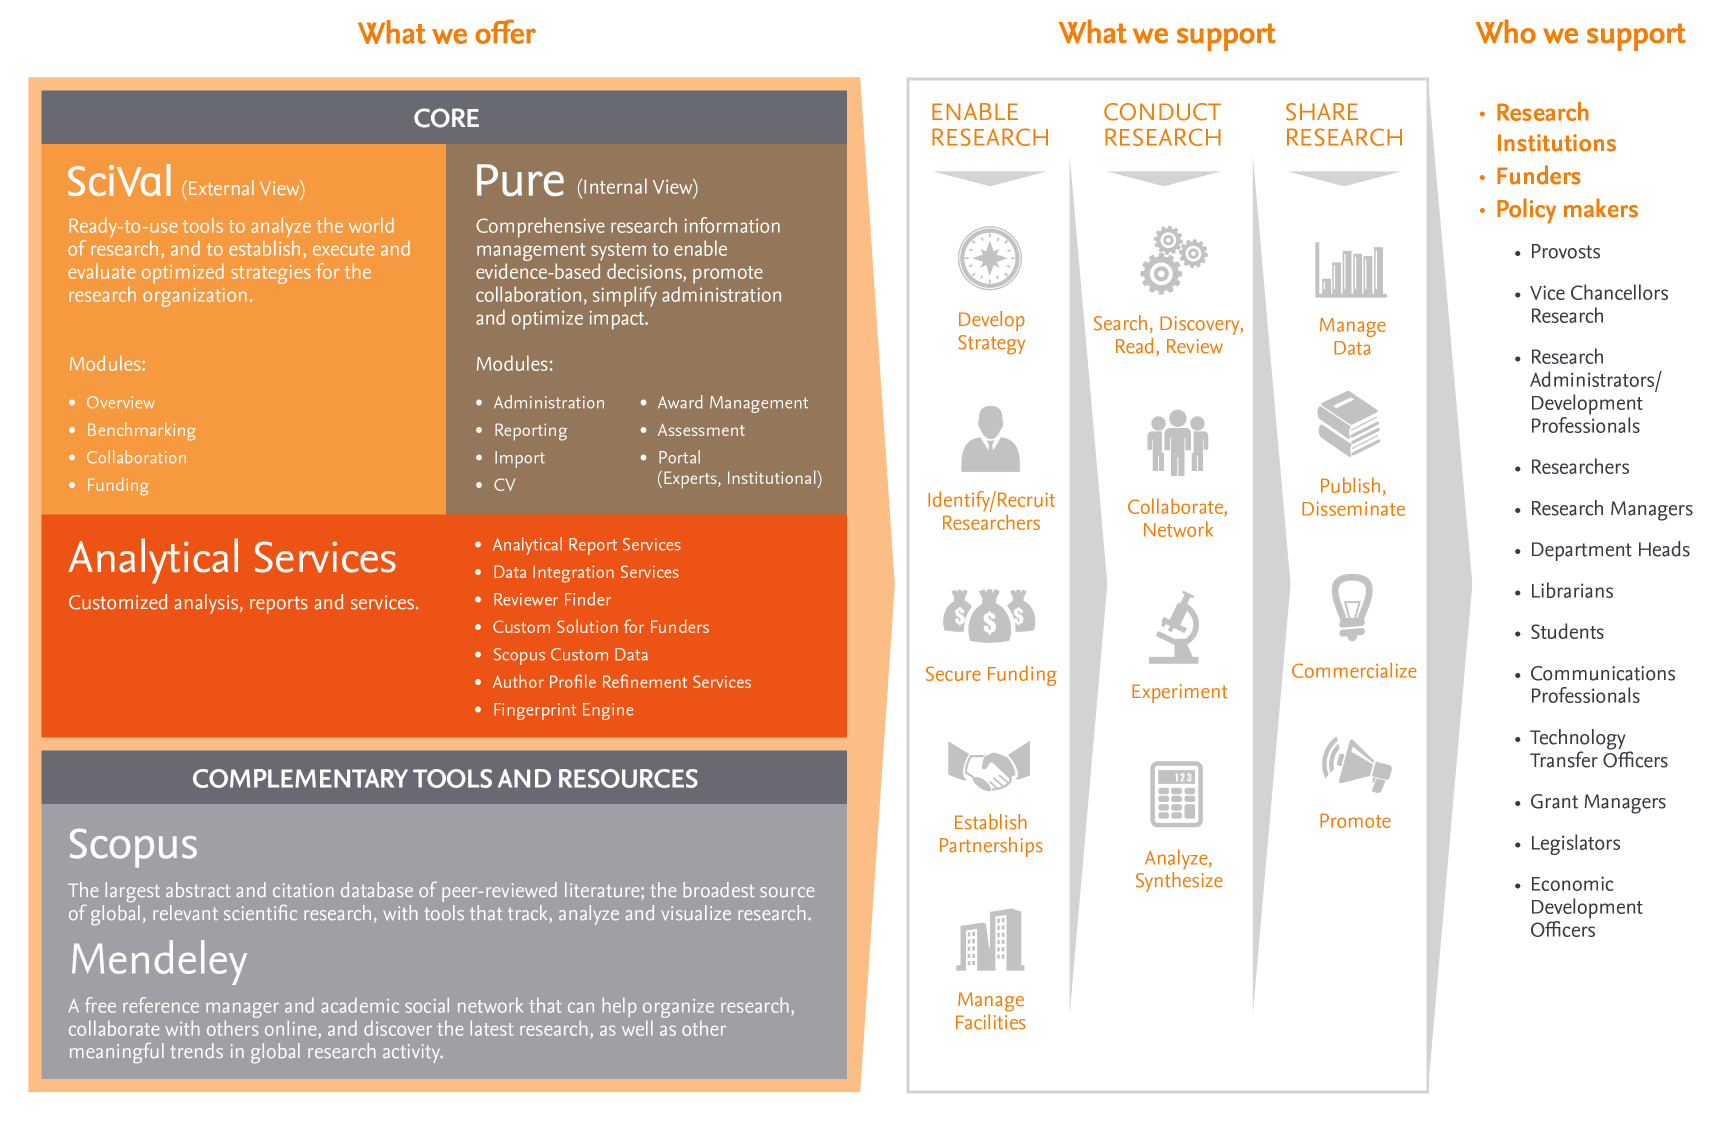 What we offer
What we support
Who we support
CORE
SciVal (External View)
Ready-to-use tools to analyze the world
of research, and to establish, execute and
evaluate optimized strategies for the
research organization.
Modules:
• Overview
• Benchmarking
• Collaboration
• Funding
Pure (Internal View)
Comprehensive research information
management system to enable
evidence-based decisions, promote
collaboration, simplify administration
and optimize impact.
Modules:
• Administration
• Reporting
• Import
• CV
• Award Management
• Assessment
• Portal
(Experts, Institutional)
Analytical Services
Customized analysis, reports and services.
• Analytical Report Services
• Data Integration Services
• Reviewer Finder
• Custom Solution for Funders
• Scopus Custom Data
• Author Profile Refinement Services
• Fingerprint Engine
COMPLEMENTARY TOOLS AND RESOURCES
Scopus
The largest abstract and citation database of peer-reviewed literature; the broadest source
of global, relevant scientific research, with tools that track, analyze and visualize research.
Mendeley
A free reference manager and academic social network that can help organize research,
collaborate with others online, and discover the latest research, as well as other
meaningful trends in global research activity.
ENABLE
RESEARCH
Develop
Strategy
Identify/Recruit
Researchers
$ $ $
Secure Funding
Establish
Partnerships
Manage
Facilities
CONDUCT
RESEARCH
Search, Discovery,
Read, Review
Collaborate,
Network
Experiment
123
Analyze,
Synthesize
SHARE
RESEARCH
Manage
Data
Publish,
Disseminate
Commercialize
Promote
• Research
Institutions
• Funders
• Policy makers
• Provosts
• Vice Chancellors
Research
• Research
Administrators/
Development
Professionals
• Researchers
• Research Managers
• Department Heads
• Librarians
• Students
• Communications
Professionals
• Technology
Transfer Officers
• Grant Managers
• Legislators
• Economic
Development
Officers